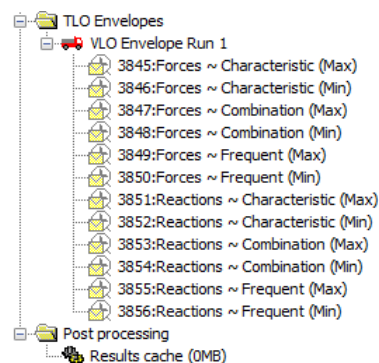 TLO Envelopes
VLO Envelope Run 1
3845:Forces ~ Characteristic (Max)
3846:Forces ~ Characteristic (Min)
3847:Forces ~ Combination (Max)
3848:Forces ~ Combination (Min)
3849:Forces ~ Frequent (Max)
3850:Forces ~ Frequent (Min)
3851:Reactions ~ Characteristic (Max)
3852:Reactions ~ Characteristic (Min)
3853:Reactions ~ Combination (Max)
3854:Reactions ~ Combination (Min)
3855:Reactions ~ Frequent (Max)
3856:Reactions ~ Frequent (Min)
Post processing
Results cache (0MB)